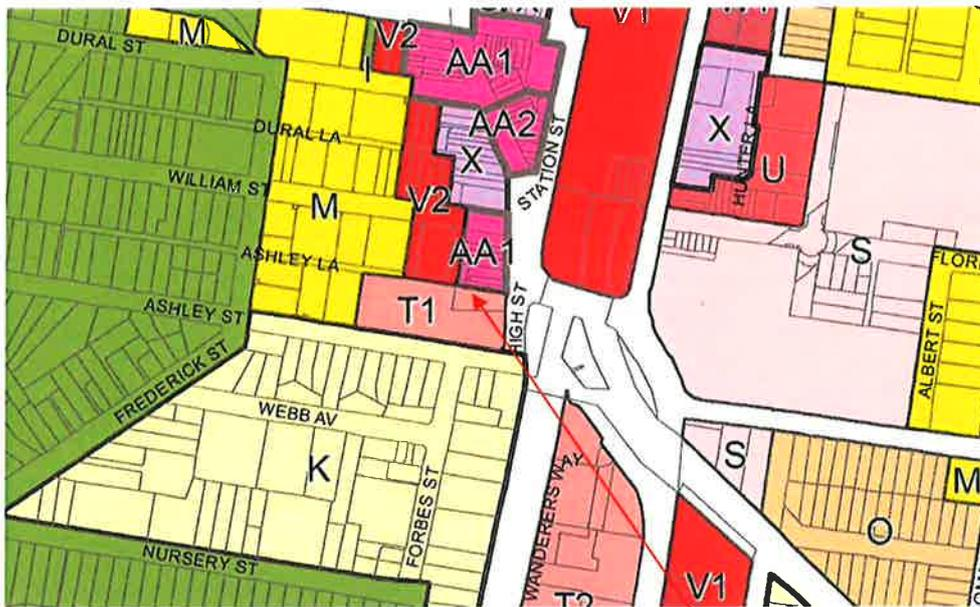 M
DURAL ST
V2
I
AA1
V1
DURAL LA
AA2
X
STATION ST
X
HUNTER LA
U
WILLIAM ST
M
V2
AA1
S
ASHLEY LA
ASHLEY ST
T1
HIGH ST
ALBERT ST
FREDERICK ST
WEBB AV
K
FORBES ST
WANDERERS WAY
S
M
O
NURSERY ST
T2
V1